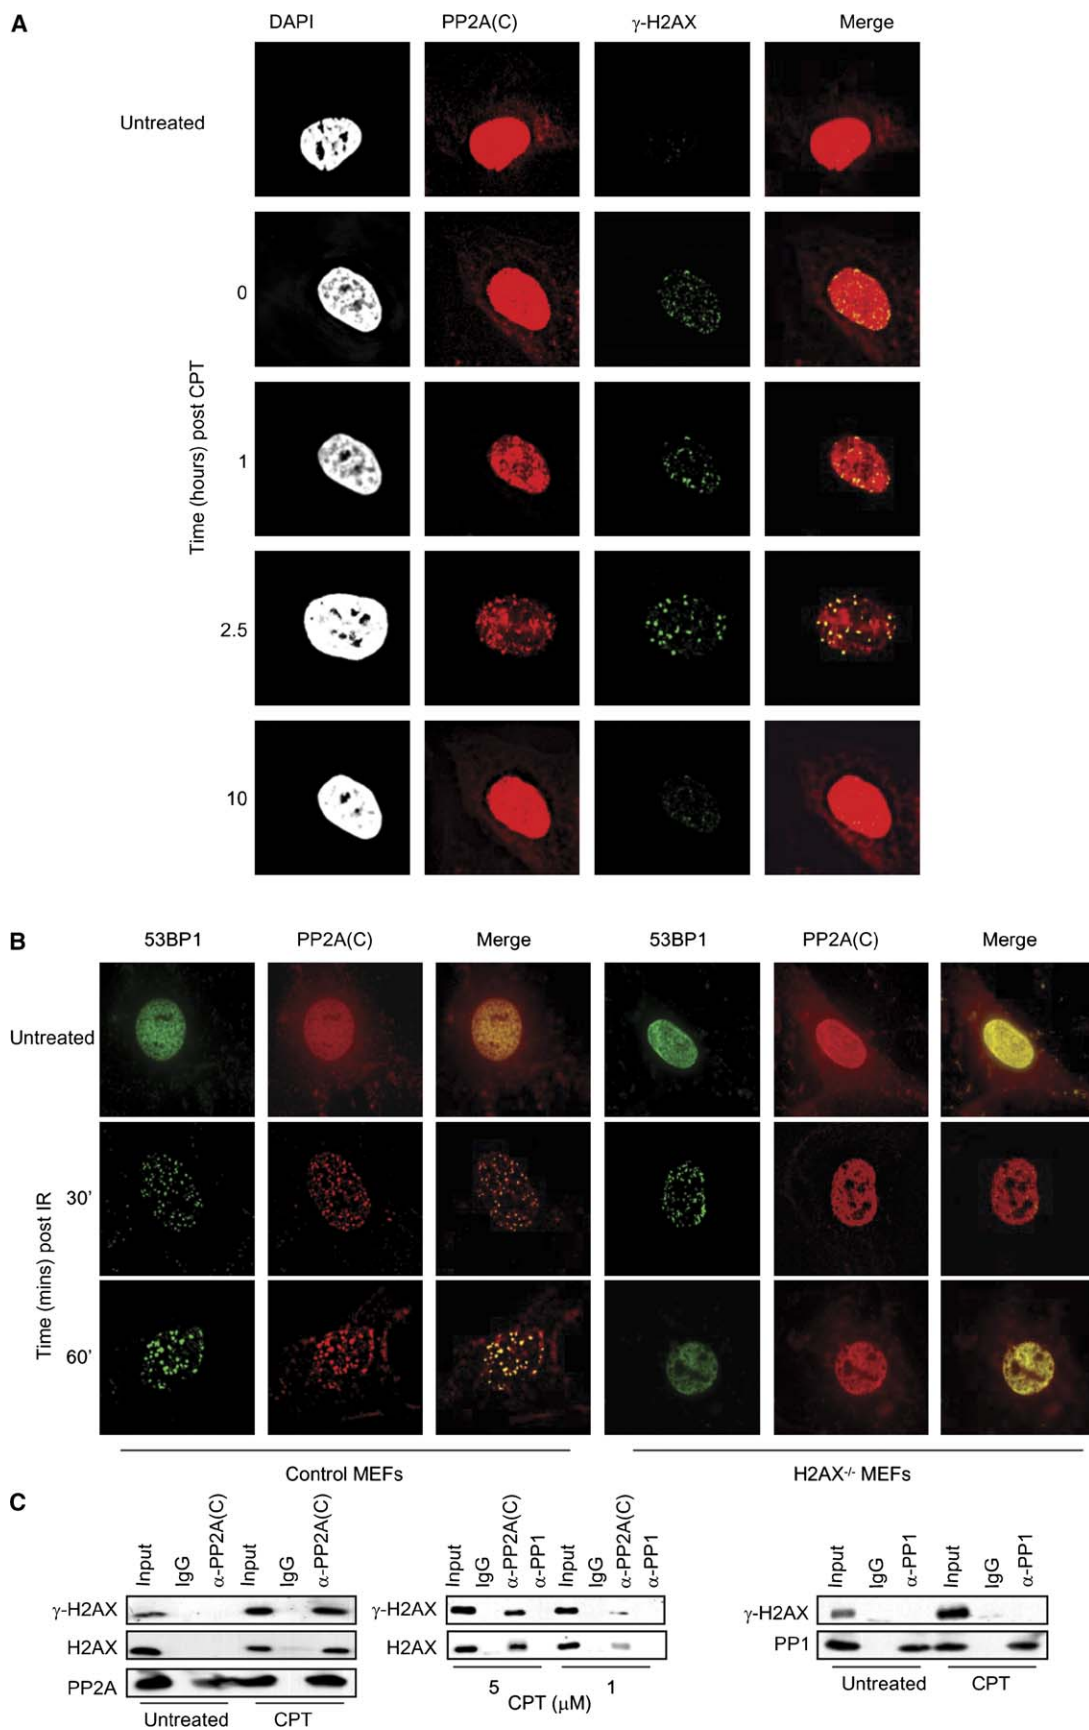 A
DAPI PP2A(C) γ-H2AX Merge
Untreated
0
1
2.5
10
Time (hours) post CPT
B
53BP1 PP2A(C) Merge 53BP1 PP2A(C) Merge
Untreated
30'
60'
Time (mins) post IR
Control MEFs H2AX-/- MEFs
C
Input IgG α-PP2A(C) Input IgG α-PP2A(C)
γ-H2AX
H2AX
PP2A
Untreated CPT
Input IgG α-PP2A(C) α-PP1 Input IgG α-PP2A(C) α-PP1
γ-H2AX
H2AX
5 1
CPT (μM)
Input IgG α-PP1 Input IgG α-PP1
γ-H2AX
PP1
Untreated CPT